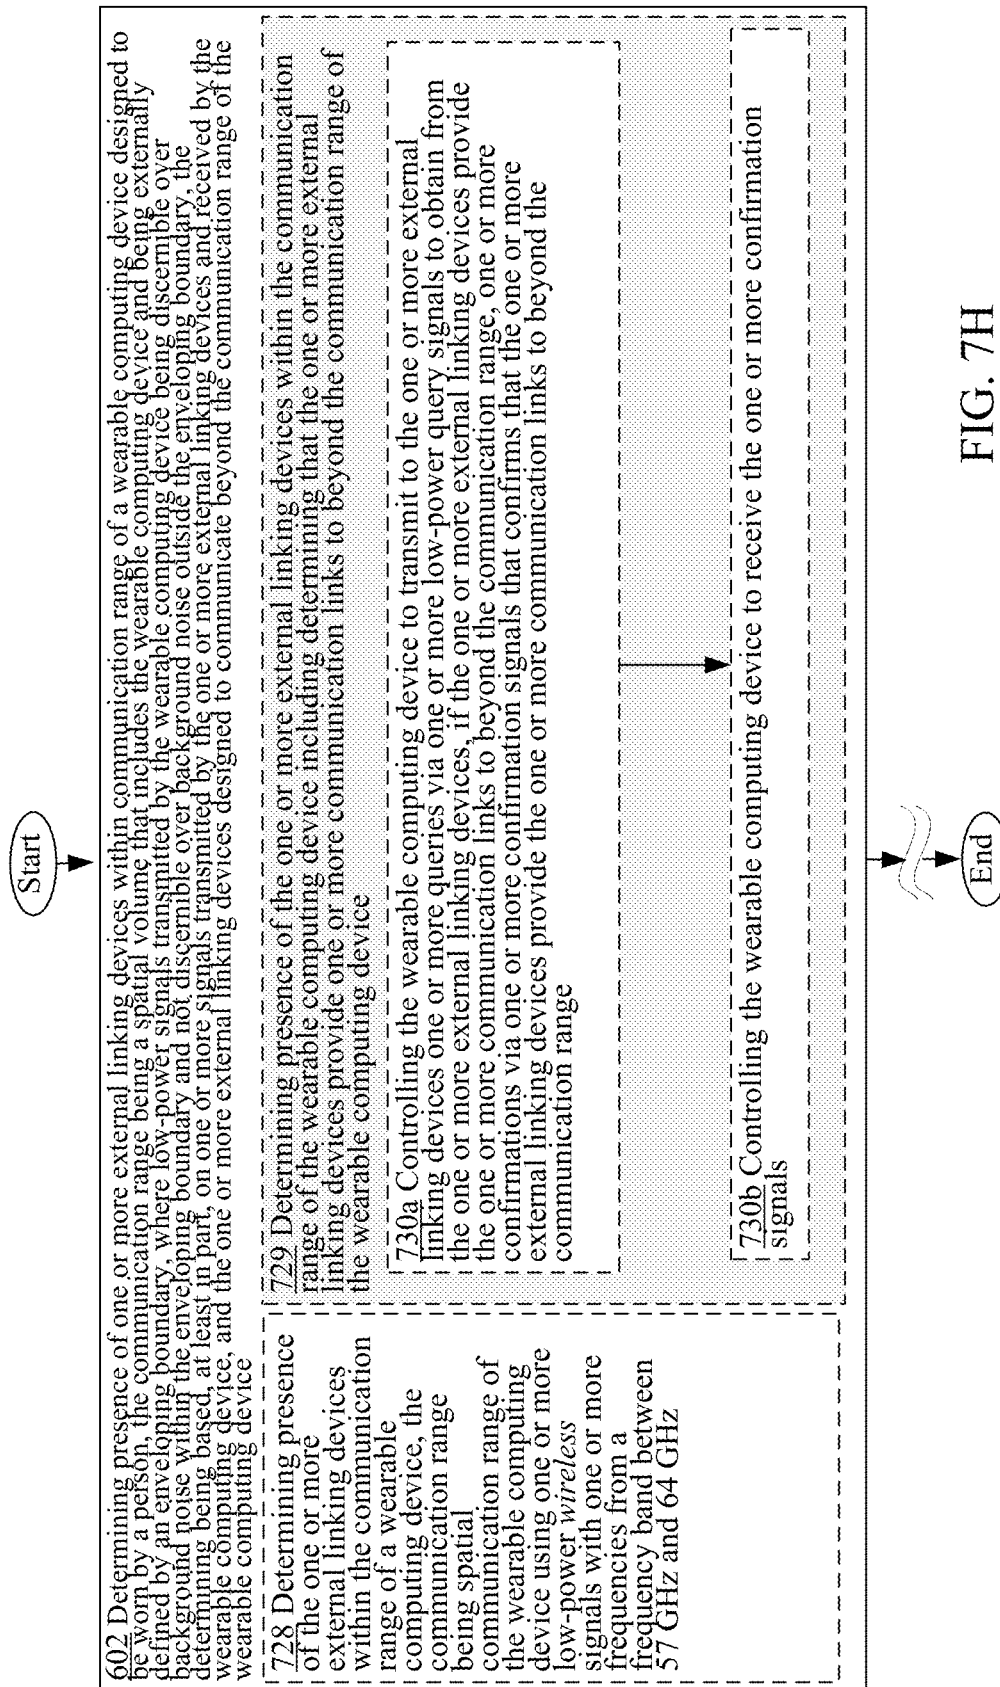 Start
602 Determining presence of one or more external linking devices within communication range of a wearable computing device designed to
be worn by a person, the communication range being a spatial volume that includes the wearable computing device and being externally
defined by an enveloping boundary, where low-power signals transmitted by the wearable computing device being discernible over
background noise within the enveloping boundary and not discernible over background noise outside the enveloping boundary, the
determining being based, at least in part, on one or more signals transmitted by the one or more external linking devices and received by the
wearable computing device, and the one or more external linking devices designed to communicate beyond the communication range of the
wearable computing device
728 Determining presence
of the one or more
external linking devices
within the communication
range of a wearable
computing device, the
communication range
being spatial
communication range of
the wearable computing
device using one or more
low-power wireless
signals with one or more
frequencies from a
frequency band between
57 GHz and 64 GHz
729 Determining presence of the one or more external linking devices within the communication
range of the wearable computing device including determining that the one or more external
linking devices provide one or more communication links to beyond the communication range of
the wearable computing device
730a Controlling the wearable computing device to transmit to the one or more external
linking devices one or more queries via one or more low-power query signals to obtain from
the one or more external linking devices, if the one or more external linking devices provide
the one or more communication links to beyond the communication range, one or more
confirmations via one or more confirmation signals that confirms that the one or more
external linking devices provide the one or more communication links to beyond the
communication range
730b Controlling the wearable computing device to receive the one or more confirmation
signals
End
FIG. 7H